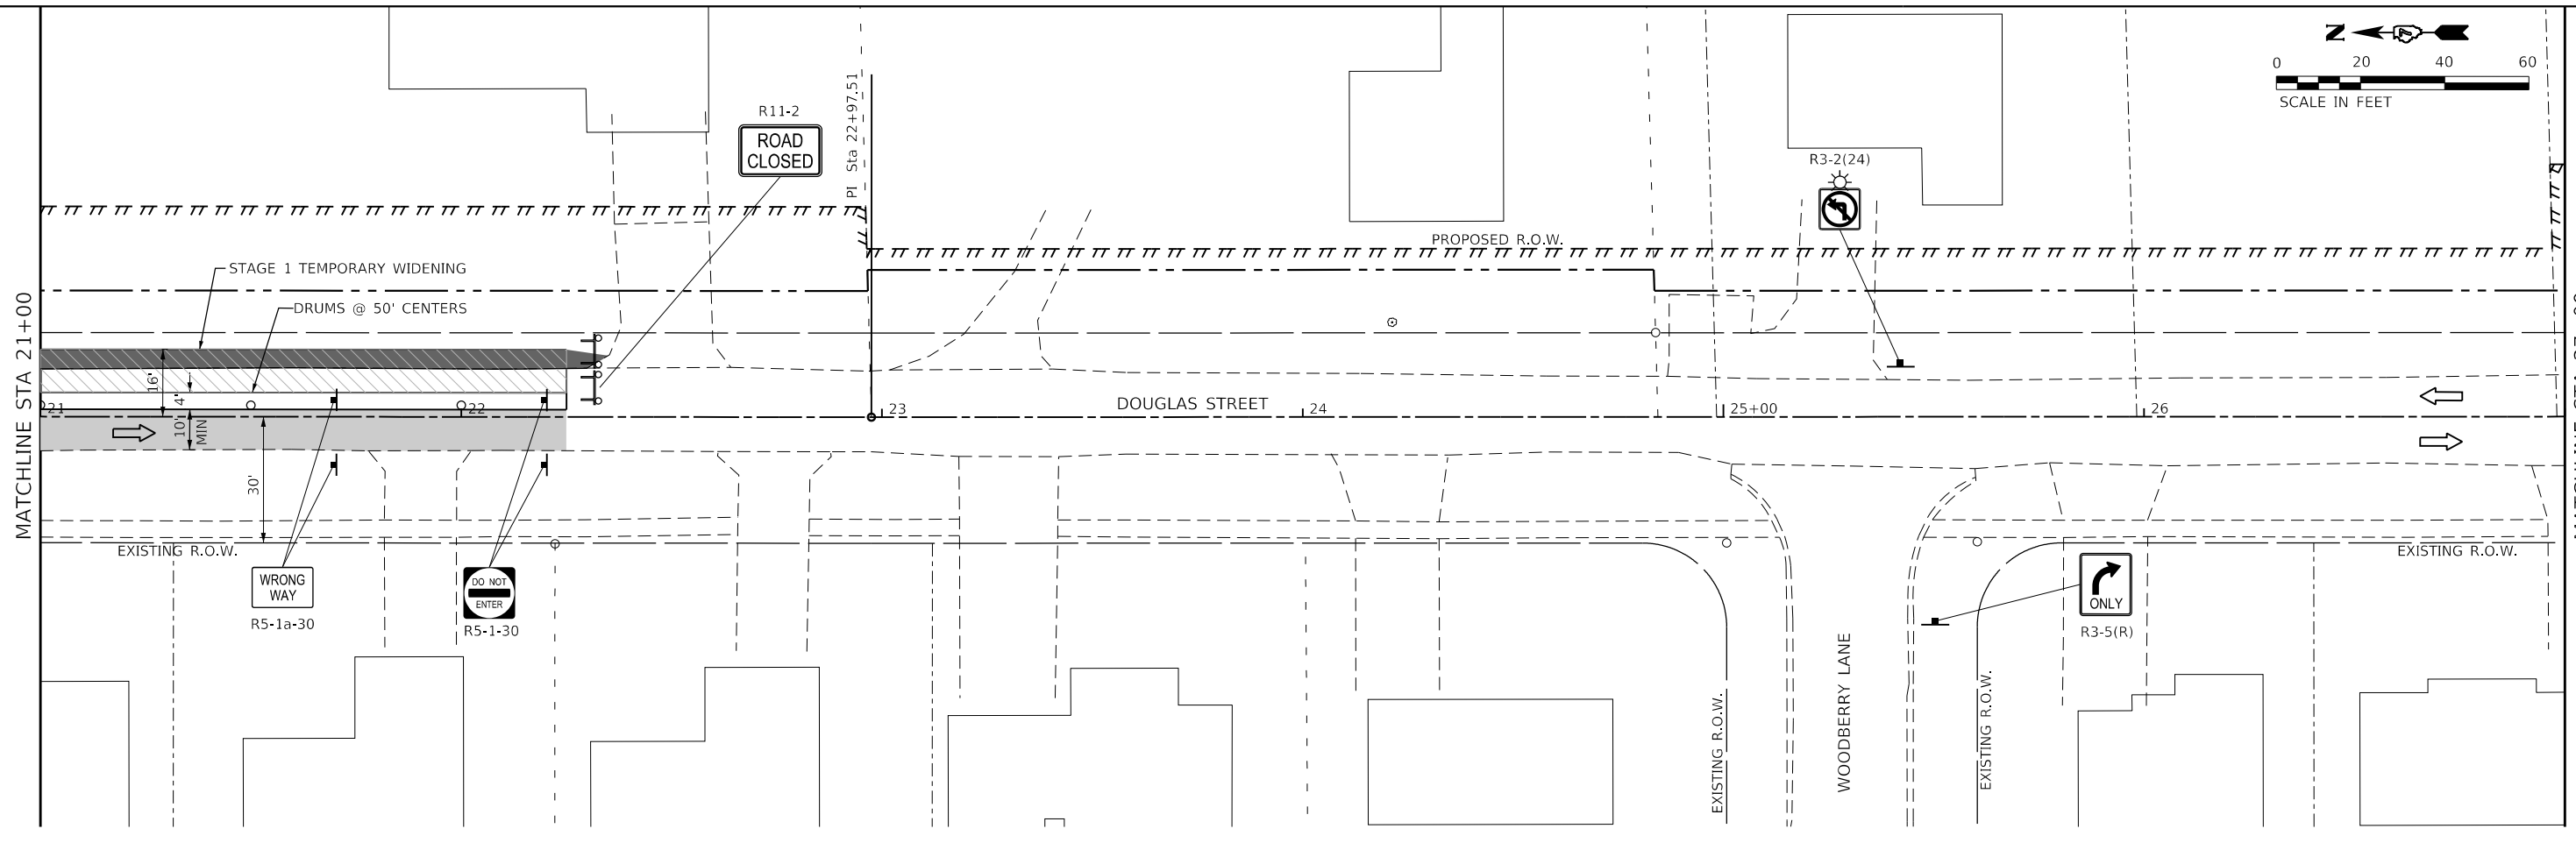 N
0 20 40 60
SCALE IN FEET
R11-2
ROAD
CLOSED
PI Sta 22+97.51
R3-2(24)
PROPOSED R.O.W.
STAGE 1 TEMPORARY WIDENING
DRUMS @ 50' CENTERS
MATCHLINE STA 21+00
16'
4'
10'
MIN
30'
21
22
23
DOUGLAS STREET
24
25+00
26
EXISTING R.O.W.
WRONG
WAY
R5-1a-30
DO NOT
ENTER
R5-1-30
EXISTING R.O.W.
WOODBERRY LANE
EXISTING R.O.W.
ONLY
R3-5(R)
EXISTING R.O.W.